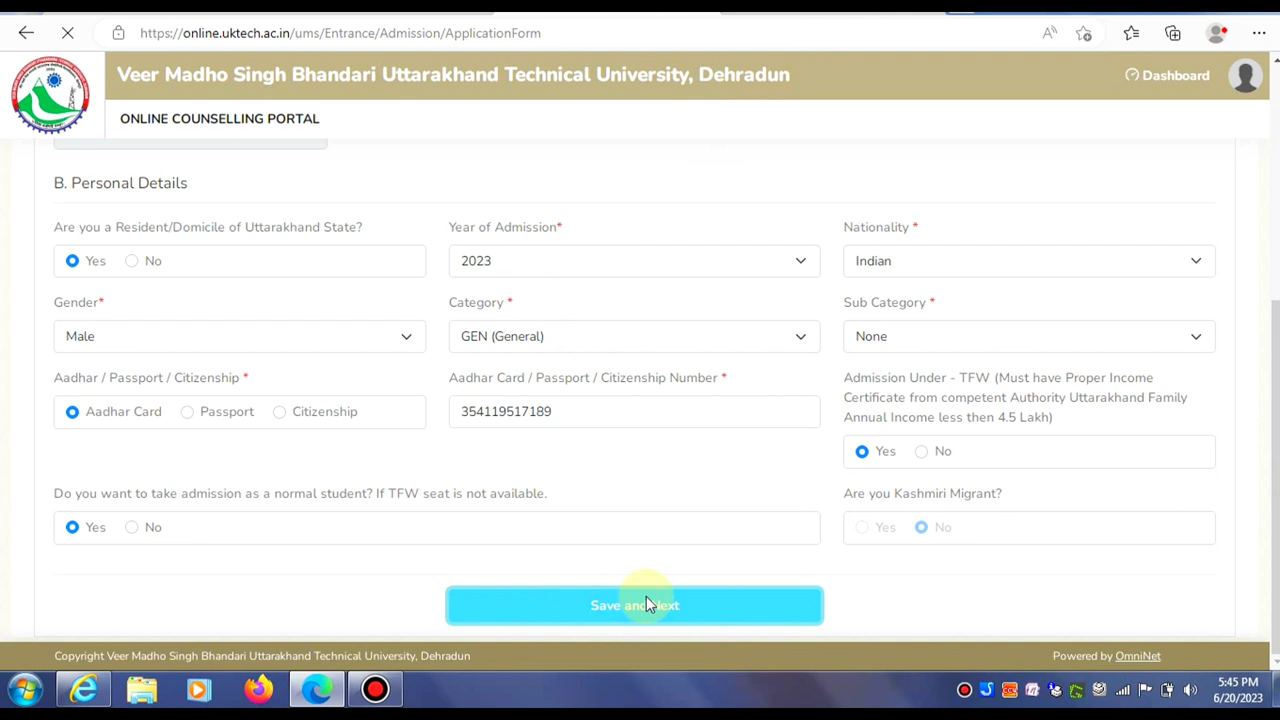 https://online.uktech.ac.in/ums/Entrance/Admission/ApplicationForm
Veer Madho Singh Bhandari Uttarakhand Technical University, Dehradun
Dashboard
ONLINE COUNSELLING PORTAL
B. Personal Details
Are you a Resident/Domicile of Uttarakhand State?
Year of Admission*
Nationality *
Yes No
2023
Indian
Gender*
Category *
Sub Category *
Male
GEN (General)
None
Aadhar / Passport / Citizenship *
Aadhar Card / Passport / Citizenship Number *
Admission Under - TFW (Must have Proper Income
Certificate from competent Authority Uttarakhand Family
Annual Income less then 4.5 Lakh)
Aadhar Card Passport Citizenship
354119517189
Yes No
Do you want to take admission as a normal student? If TFW seat is not available.
Are you Kashmiri Migrant?
Yes No
Yes No
Save and Next
Copyright Veer Madho Singh Bhandari Uttarakhand Technical University, Dehradun
Powered by OmniNet
5:45 PM
6/20/2023